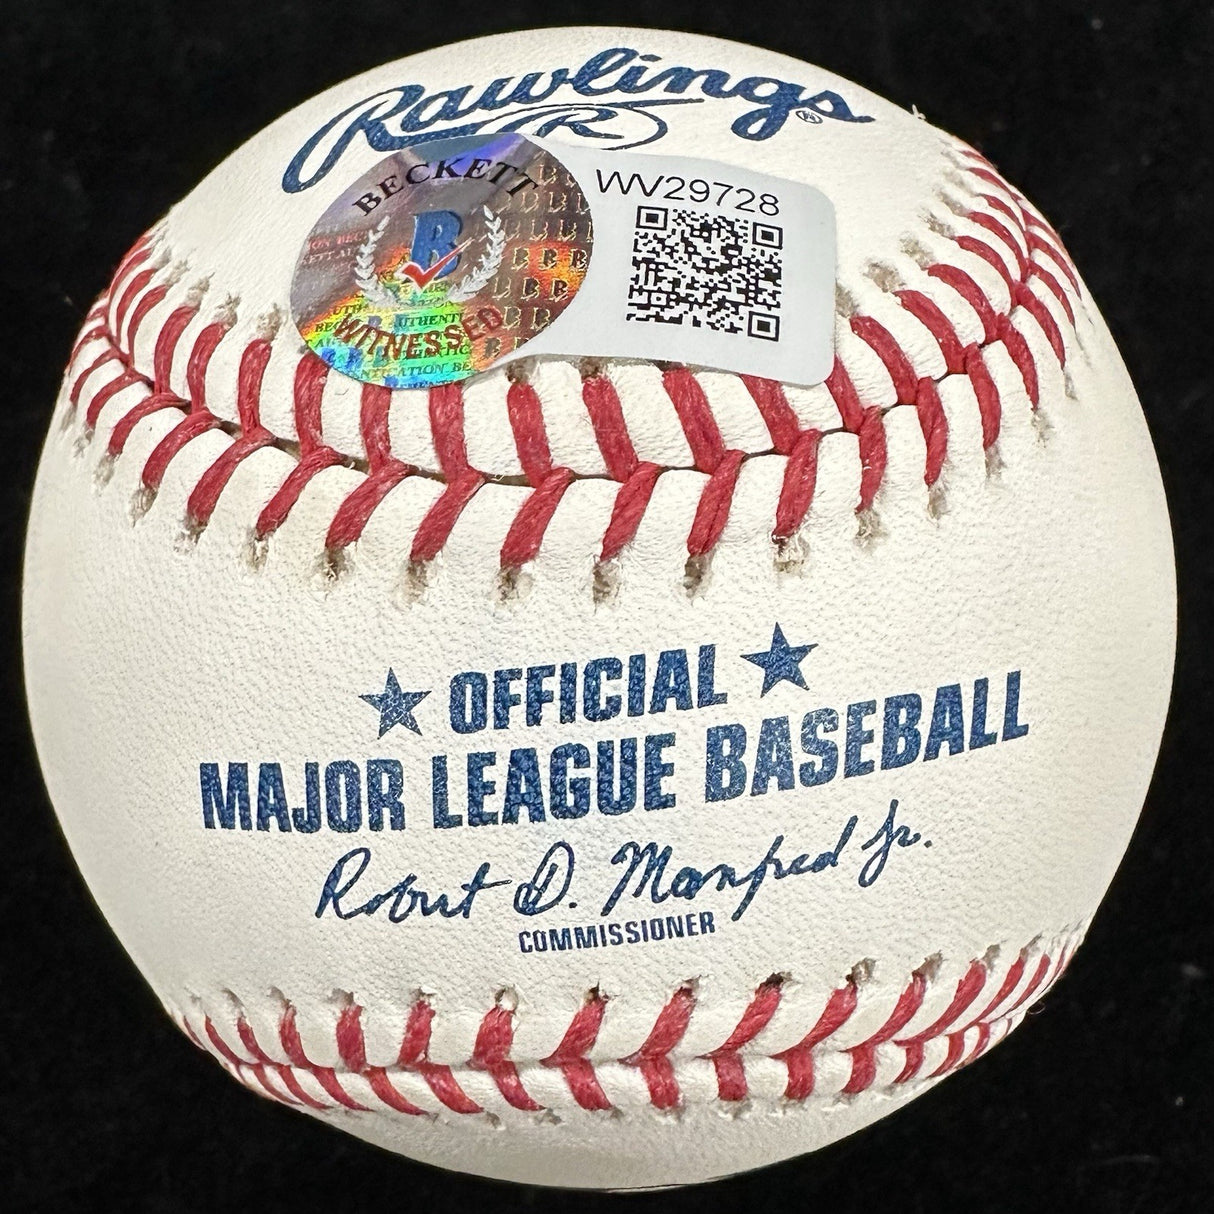 Rawlings
R
BECKETT
B
WITNESSED
WV29728
★ OFFICIAL ★
MAJOR LEAGUE BASEBALL
Robert D. Manfred Jr.
COMMISSIONER